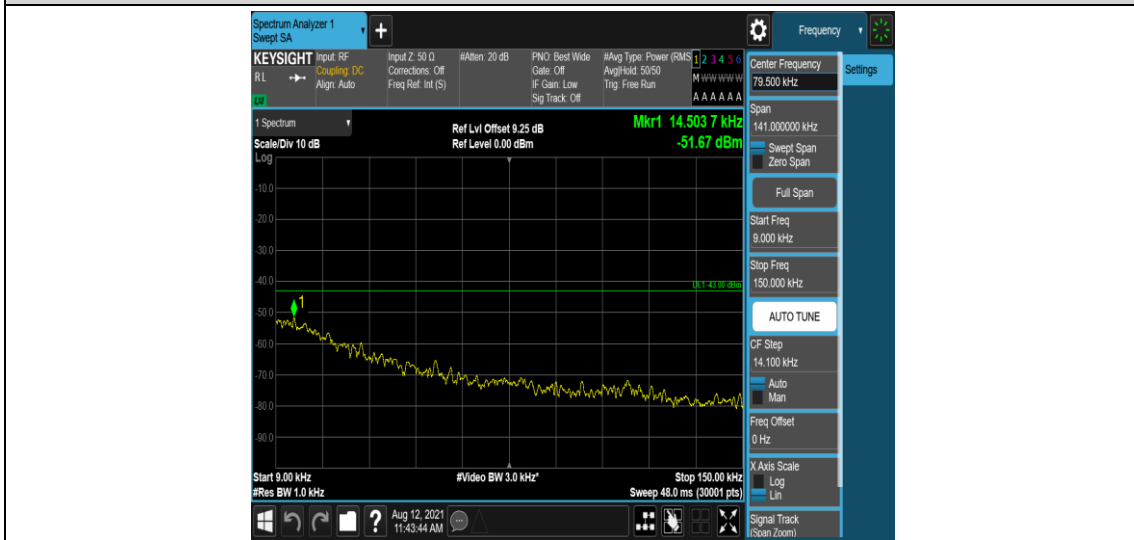 Spectrum Analyzer 1
Swept SA
+
Frequency
KEYSIGHT
RL
LXI
Input: RF
Coupling: DC
Align: Auto
Input Z: 50 Ω
Corrections: Off
Freq Ref: Int (S)
#Atten: 20 dB
PNO: Best Wide
Gate: Off
IF Gain: Low
Sig Track: Off
#Avg Type: Power (RMS
Avg|Hold: 50/50
Trig: Free Run
1 2 3 4 5 6
M W W W W W
A A A A A A
Center Frequency
79.500 kHz
Settings
Span
141.000000 kHz
Swept Span
Zero Span
Full Span
Start Freq
9.000 kHz
Stop Freq
150.000 kHz
AUTO TUNE
CF Step
14.100 kHz
Auto
Man
Freq Offset
0 Hz
X Axis Scale
Log
Lin
Signal Track
(Span Zoom)
1 Spectrum
Scale/Div 10 dB
Log
Ref Lvl Offset 9.25 dB
Ref Level 0.00 dBm
Mkr1 14.503 7 kHz
-51.67 dBm
-10.0
-20.0
-30.0
-40.0
DL1 -43.00 dBm
1
-50.0
-60.0
-70.0
-80.0
-90.0
Start 9.00 kHz
#Video BW 3.0 kHz*
Stop 150.00 kHz
#Res BW 1.0 kHz
Sweep 48.0 ms (30001 pts)
?
Aug 12, 2021
11:43:44 AM